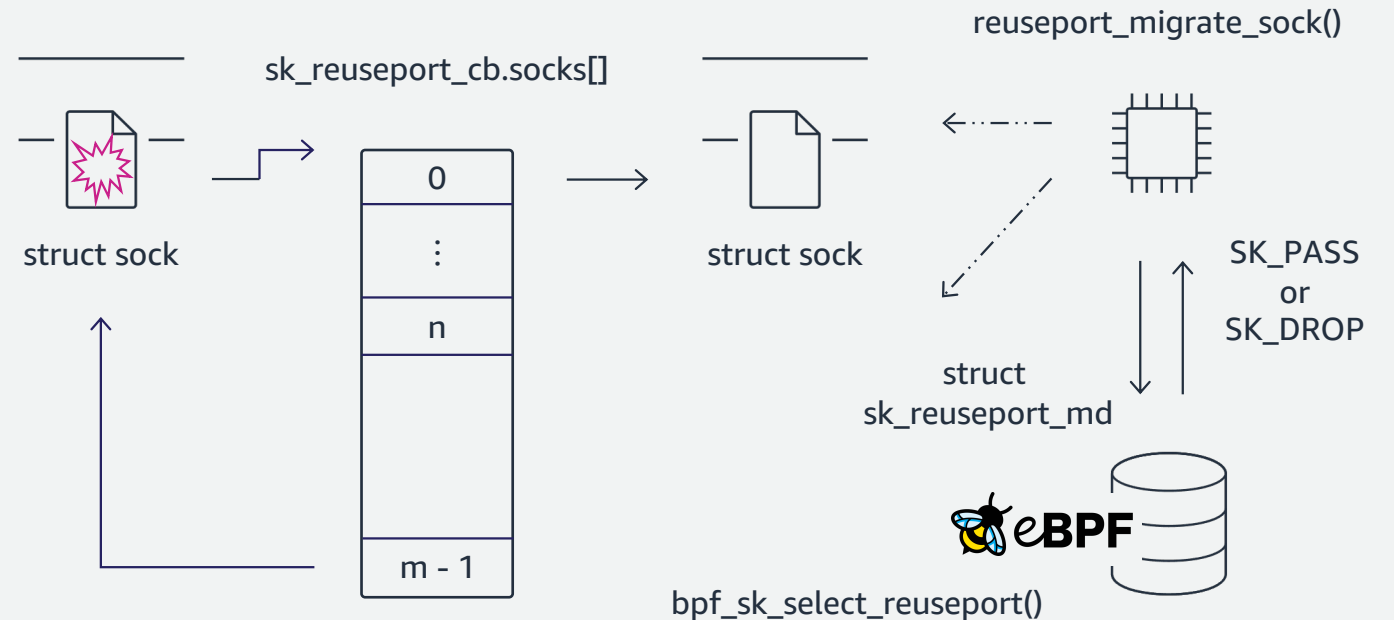 reuseport_migrate_sock()
sk_reuseport_cb.socks[]
0
⋮
n
m - 1
struct sock
struct sock
SK_PASS
or
SK_DROP
struct
sk_reuseport_md
eBPF
bpf_sk_select_reuseport()